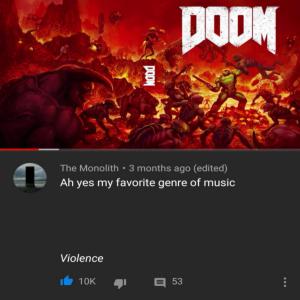 DOOM
DOOM
The Monolith • 3 months ago (edited)
Ah yes my favorite genre of music
Violence
10K
53